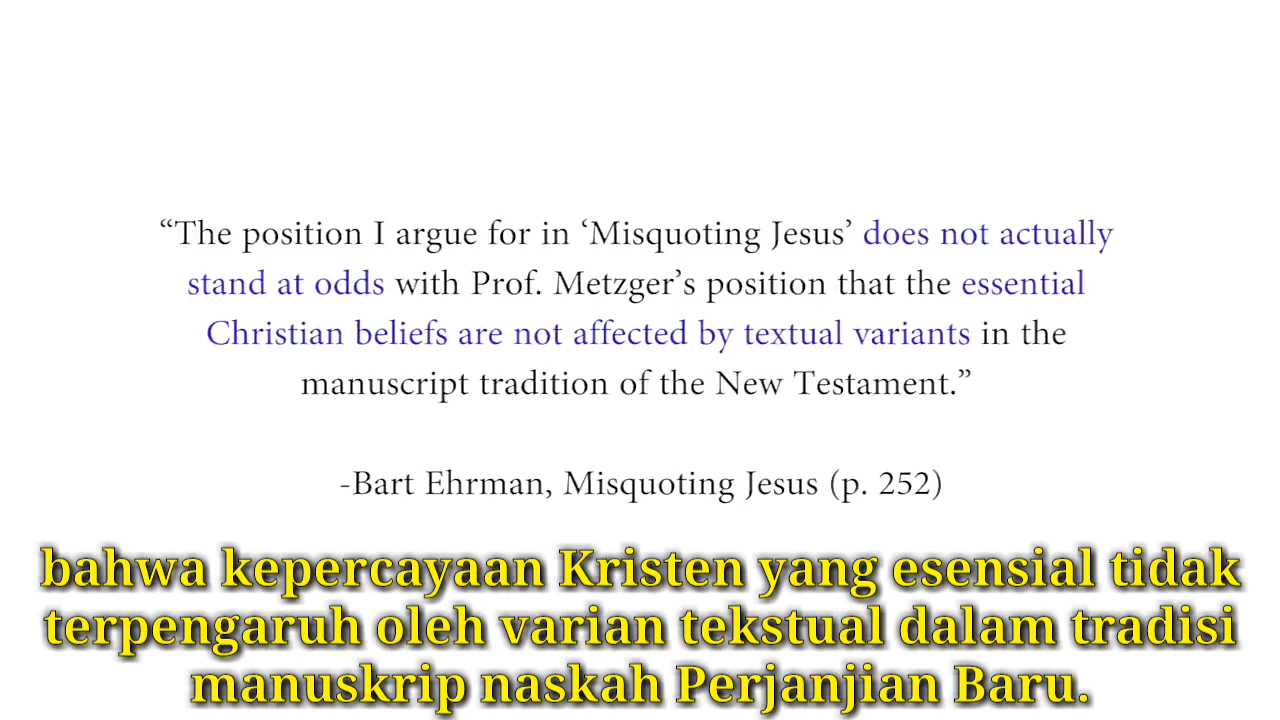 “The position I argue for in ‘Misquoting Jesus’ does not actually
stand at odds with Prof. Metzger’s position that the essential
Christian beliefs are not affected by textual variants in the
manuscript tradition of the New Testament.”
-Bart Ehrman, Misquoting Jesus (p. 252)
bahwa kepercayaan Kristen yang esensial tidak
terpengaruh oleh varian tekstual dalam tradisi
manuskrip naskah Perjanjian Baru.